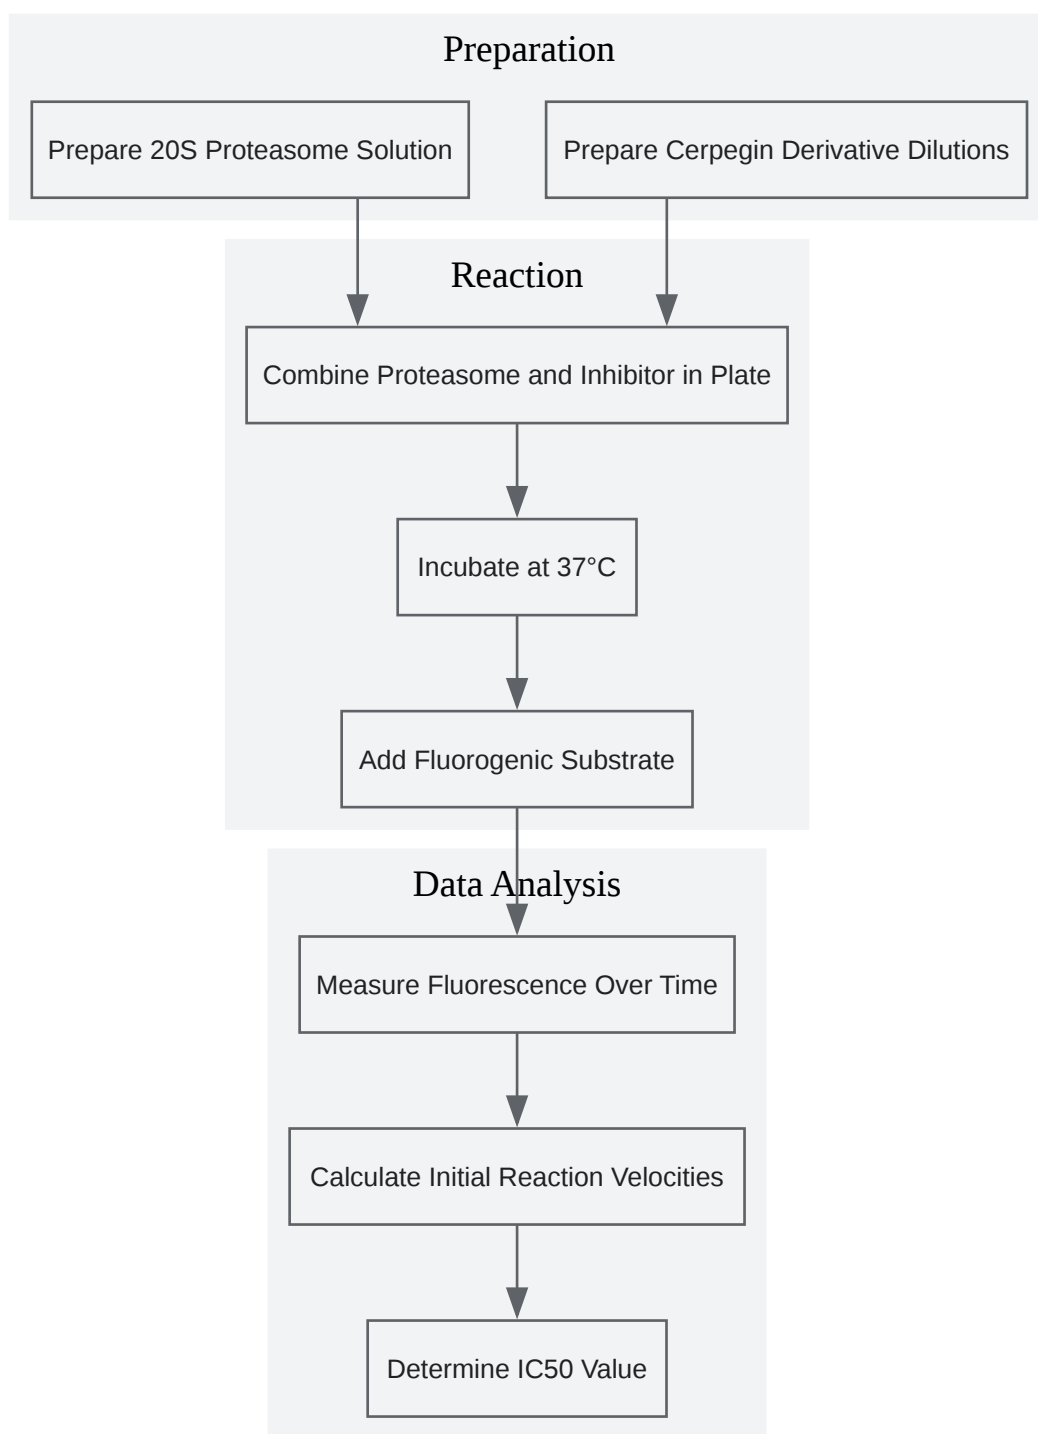 Preparation
Prepare 20S Proteasome Solution
Prepare Cerpegin Derivative Dilutions
Reaction
Combine Proteasome and Inhibitor in Plate
Incubate at 37°C
Add Fluorogenic Substrate
Data Analysis
Measure Fluorescence Over Time
Calculate Initial Reaction Velocities
Determine IC50 Value